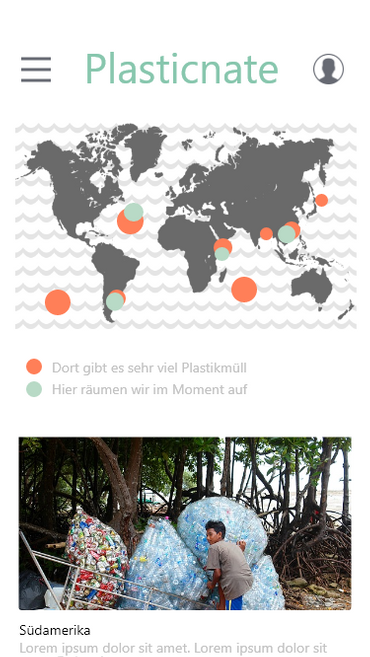 Plasticnate
Dort gibt es sehr viel Plastikmüll
Hier räumen wir im Moment auf
Südamerika
Lorem ipsum dolor sit amet. Lorem ipsum dolor sit